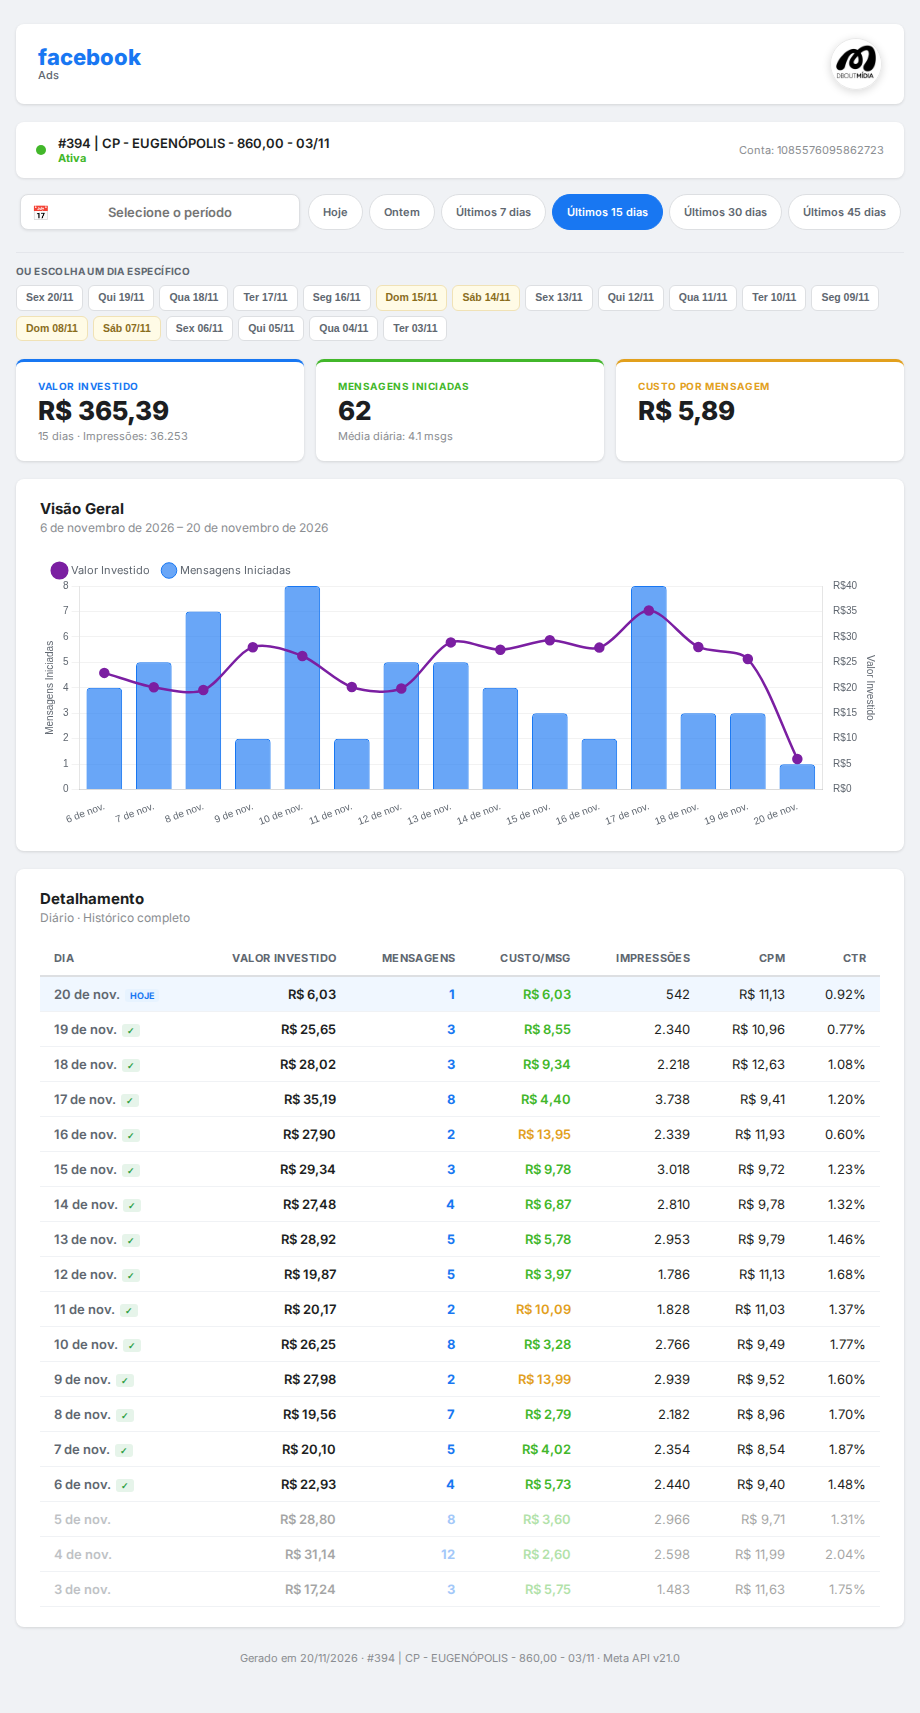 facebook
Ads
DBOUTMÍDIA
#394 | CP - EUGENÓPOLIS - 860,00 - 03/11
Ativa
Conta: 1085576095862723
📅 Selecione o período Hoje Ontem Últimos 7 dias Últimos 15 dias Últimos 30 dias Últimos 45 dias
OU ESCOLHA UM DIA ESPECÍFICO
Sex 20/11 Qui 19/11 Qua 18/11 Ter 17/11 Seg 16/11 Dom 15/11 Sáb 14/11 Sex 13/11 Qui 12/11 Qua 11/11 Ter 10/11 Seg 09/11
Dom 08/11 Sáb 07/11 Sex 06/11 Qui 05/11 Qua 04/11 Ter 03/11
VALOR INVESTIDO
R$ 365,39
15 dias · Impressões: 36.253
MENSAGENS INICIADAS
62
Média diária: 4.1 msgs
CUSTO POR MENSAGEM
R$ 5,89
Visão Geral
6 de novembro de 2026 – 20 de novembro de 2026
Valor Investido Mensagens Iniciadas
8 R$40
7 R$35
6 R$30
5 R$25
4 R$20
3 R$15
2 R$10
1 R$5
0 R$0
Mensagens Iniciadas
Valor Investido
6 de nov. 7 de nov. 8 de nov. 9 de nov. 10 de nov. 11 de nov. 12 de nov. 13 de nov. 14 de nov. 15 de nov. 16 de nov. 17 de nov. 18 de nov. 19 de nov. 20 de nov.
Detalhamento
Diário · Histórico completo
DIA VALOR INVESTIDO MENSAGENS CUSTO/MSG IMPRESSÕES CPM CTR
20 de nov. HOJE R$ 6,03 1 R$ 6,03 542 R$ 11,13 0.92%
19 de nov. ✓ R$ 25,65 3 R$ 8,55 2.340 R$ 10,96 0.77%
18 de nov. ✓ R$ 28,02 3 R$ 9,34 2.218 R$ 12,63 1.08%
17 de nov. ✓ R$ 35,19 8 R$ 4,40 3.738 R$ 9,41 1.20%
16 de nov. ✓ R$ 27,90 2 R$ 13,95 2.339 R$ 11,93 0.60%
15 de nov. ✓ R$ 29,34 3 R$ 9,78 3.018 R$ 9,72 1.23%
14 de nov. ✓ R$ 27,48 4 R$ 6,87 2.810 R$ 9,78 1.32%
13 de nov. ✓ R$ 28,92 5 R$ 5,78 2.953 R$ 9,79 1.46%
12 de nov. ✓ R$ 19,87 5 R$ 3,97 1.786 R$ 11,13 1.68%
11 de nov. ✓ R$ 20,17 2 R$ 10,09 1.828 R$ 11,03 1.37%
10 de nov. ✓ R$ 26,25 8 R$ 3,28 2.766 R$ 9,49 1.77%
9 de nov. ✓ R$ 27,98 2 R$ 13,99 2.939 R$ 9,52 1.60%
8 de nov. ✓ R$ 19,56 7 R$ 2,79 2.182 R$ 8,96 1.70%
7 de nov. ✓ R$ 20,10 5 R$ 4,02 2.354 R$ 8,54 1.87%
6 de nov. ✓ R$ 22,93 4 R$ 5,73 2.440 R$ 9,40 1.48%
5 de nov. R$ 28,80 8 R$ 3,60 2.966 R$ 9,71 1.31%
4 de nov. R$ 31,14 12 R$ 2,60 2.598 R$ 11,99 2.04%
3 de nov. R$ 17,24 3 R$ 5,75 1.483 R$ 11,63 1.75%
Gerado em 20/11/2026 · #394 | CP - EUGENÓPOLIS - 860,00 - 03/11 · Meta API v21.0